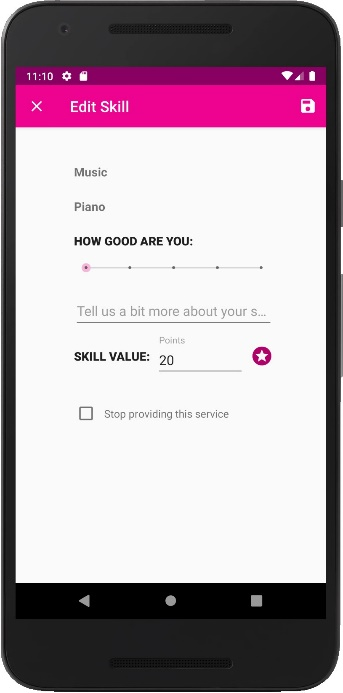 11:10
Edit Skill
Music
Piano
HOW GOOD ARE YOU:
Tell us a bit more about your s...
Points
SKILL VALUE: 20
Stop providing this service